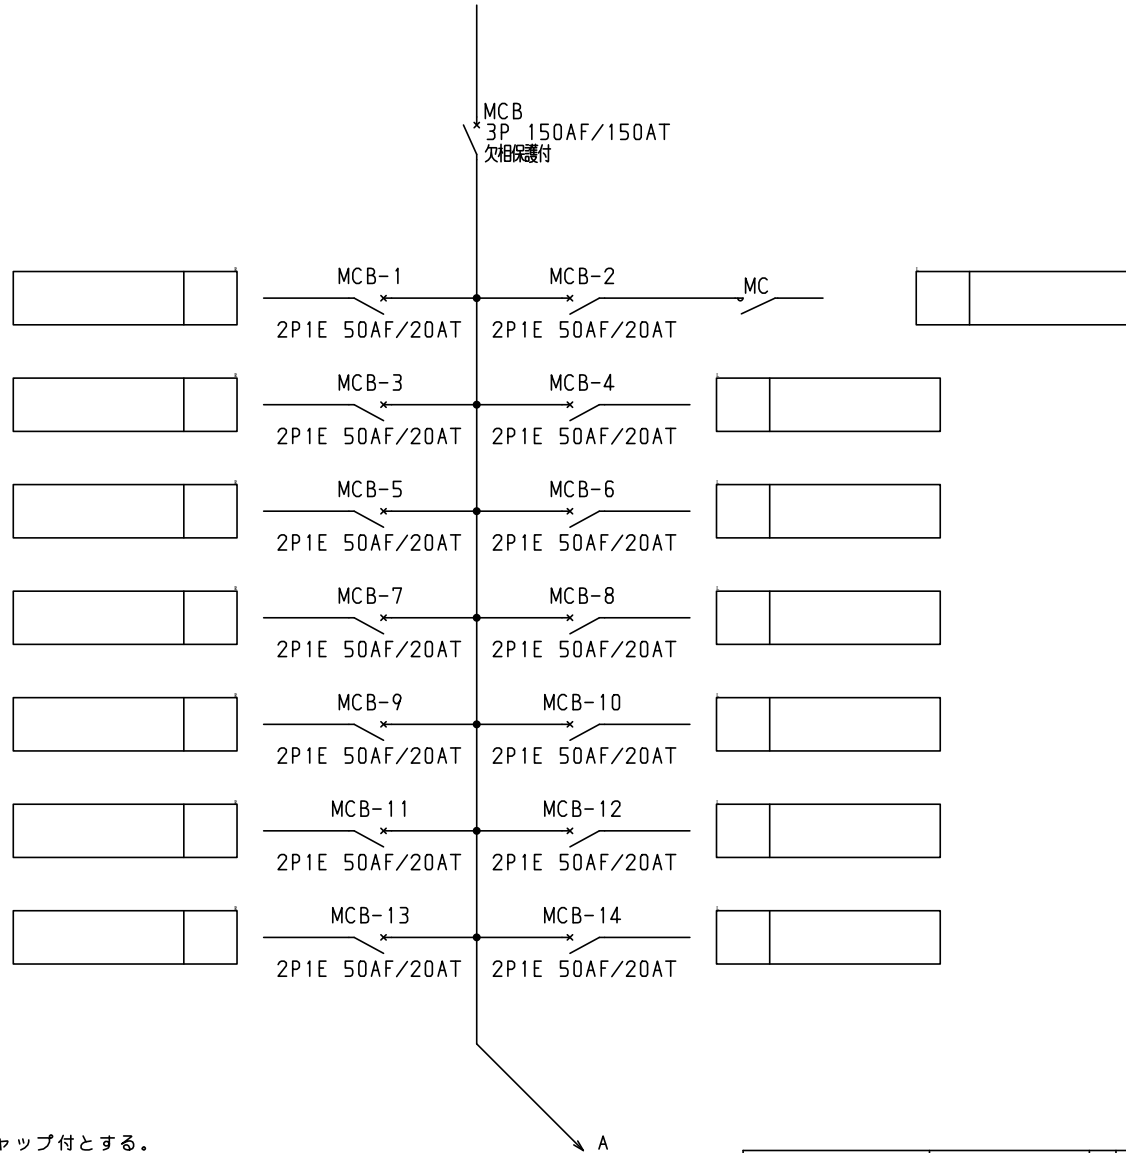 MCB
3P 150AF/150AT
欠相保護付
MCB-1 MCB-2 MC
2P1E 50AF/20AT 2P1E 50AF/20AT
MCB-3 MCB-4
2P1E 50AF/20AT 2P1E 50AF/20AT
MCB-5 MCB-6
2P1E 50AF/20AT 2P1E 50AF/20AT
MCB-7 MCB-8
2P1E 50AF/20AT 2P1E 50AF/20AT
MCB-9 MCB-10
2P1E 50AF/20AT 2P1E 50AF/20AT
MCB-11 MCB-12
2P1E 50AF/20AT 2P1E 50AF/20AT
MCB-13 MCB-14
2P1E 50AF/20AT 2P1E 50AF/20AT
ャップ付とする。 A